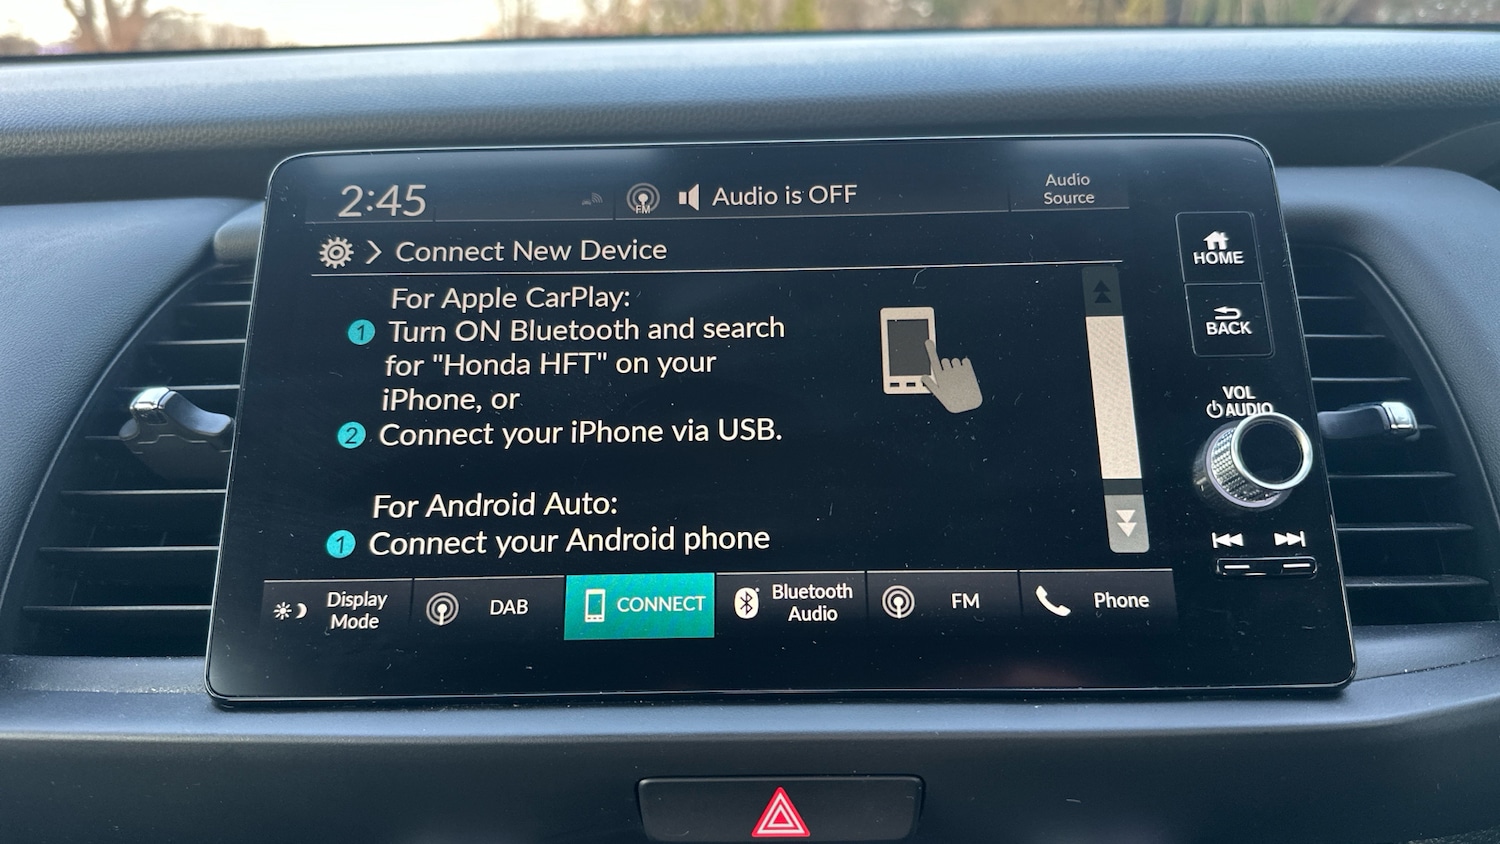 2:45
FM
Audio is OFF
Audio
Source
Connect New Device
For Apple CarPlay:
1 Turn ON Bluetooth and search
for "Honda HFT" on your
iPhone, or
2 Connect your iPhone via USB.
For Android Auto:
1 Connect your Android phone
Display
Mode
DAB
CONNECT
Bluetooth
Audio
FM
Phone
HOME
BACK
VOL
AUDIO